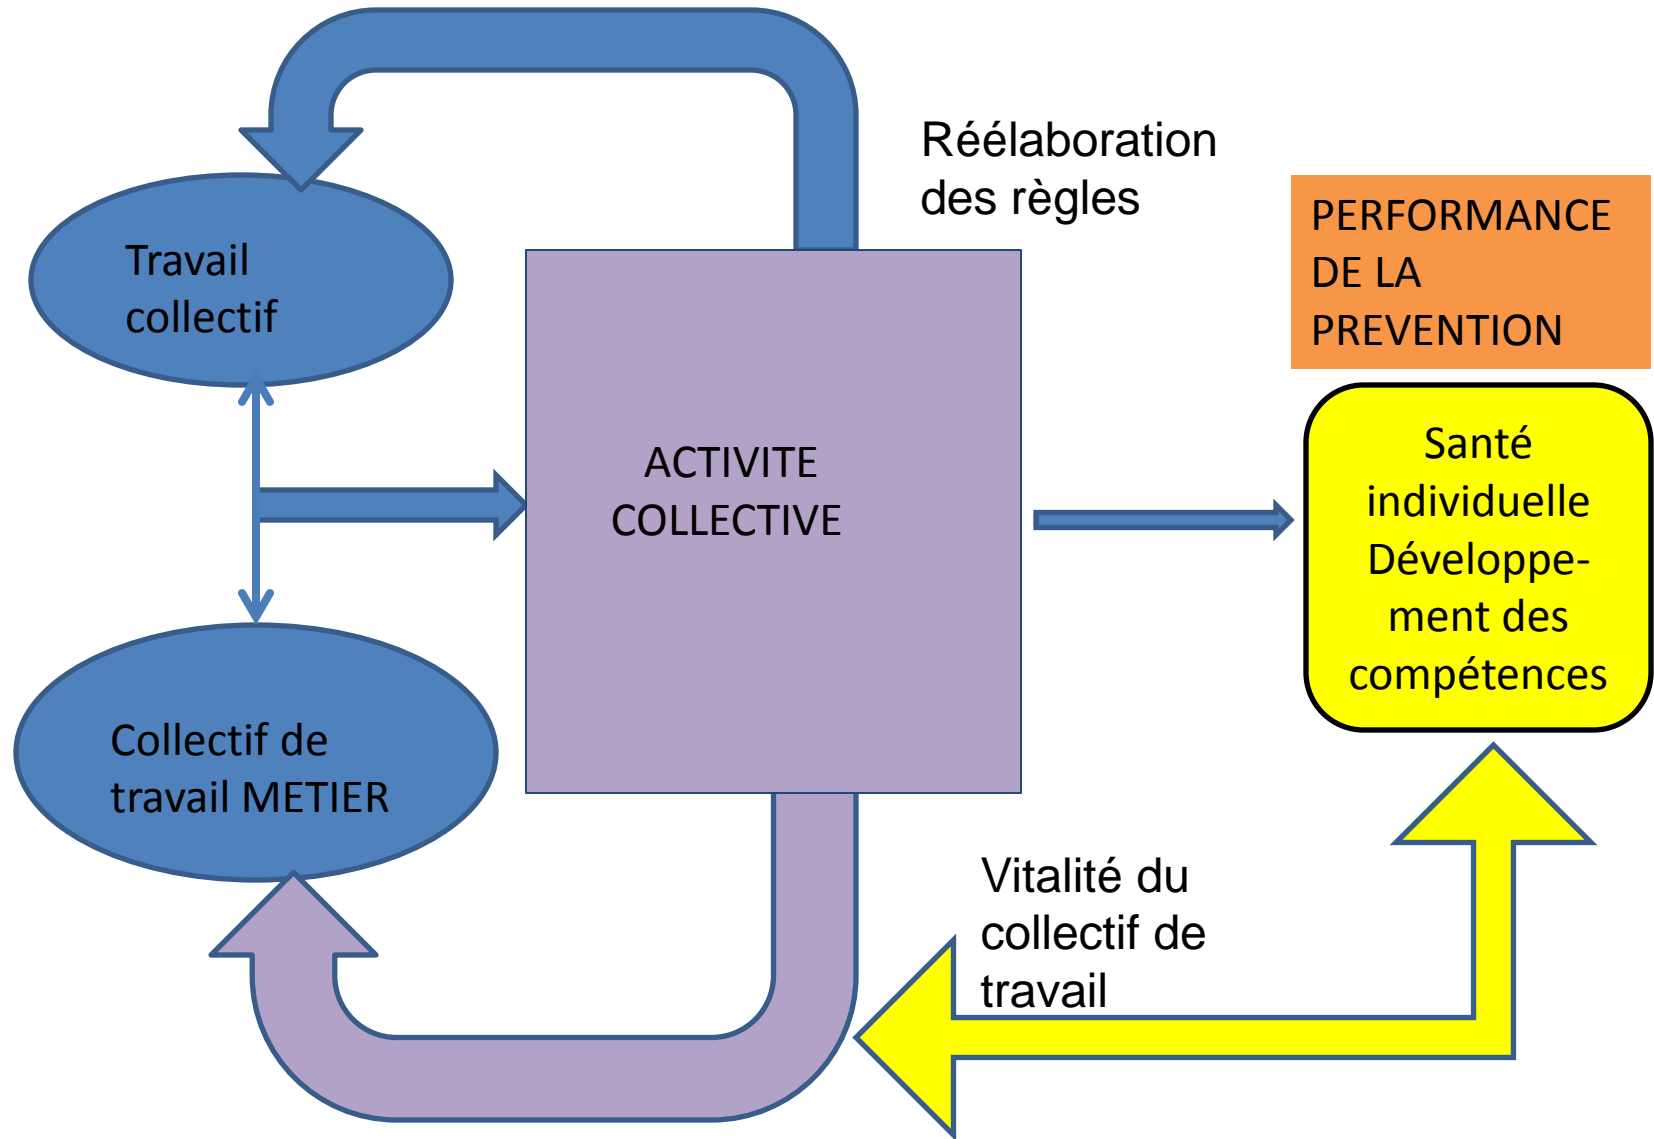 Réélaboration
des règles
Travail
collectif
PERFORMANCE
DE LA
PREVENTION
ACTIVITE
COLLECTIVE
Santé
individuelle
Développe-
ment des
compétences
Collectif de
travail METIER
Vitalité du
collectif de
travail